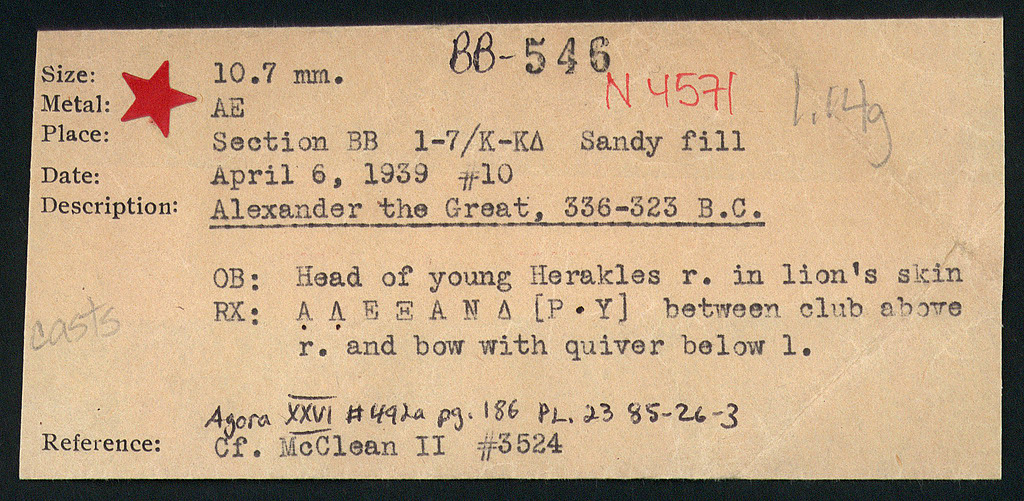 BB-546
Size: 10.7 mm.
N 4571
1.14g
Metal: AE
Place: Section BB 1-7/K-KΔ Sandy fill
Date: April 6, 1939 #10
Description: Alexander the Great, 336-323 B.C.
OB: Head of young Herakles r. in lion's skin
RX: Α Λ Ε Ξ Α Ν Δ [Ρ • Υ] between club above
r. and bow with quiver below l.
casts
Agora XXVI #492a pg. 186 PL. 23 85-26-3
Reference: Cf. McClean II #3524